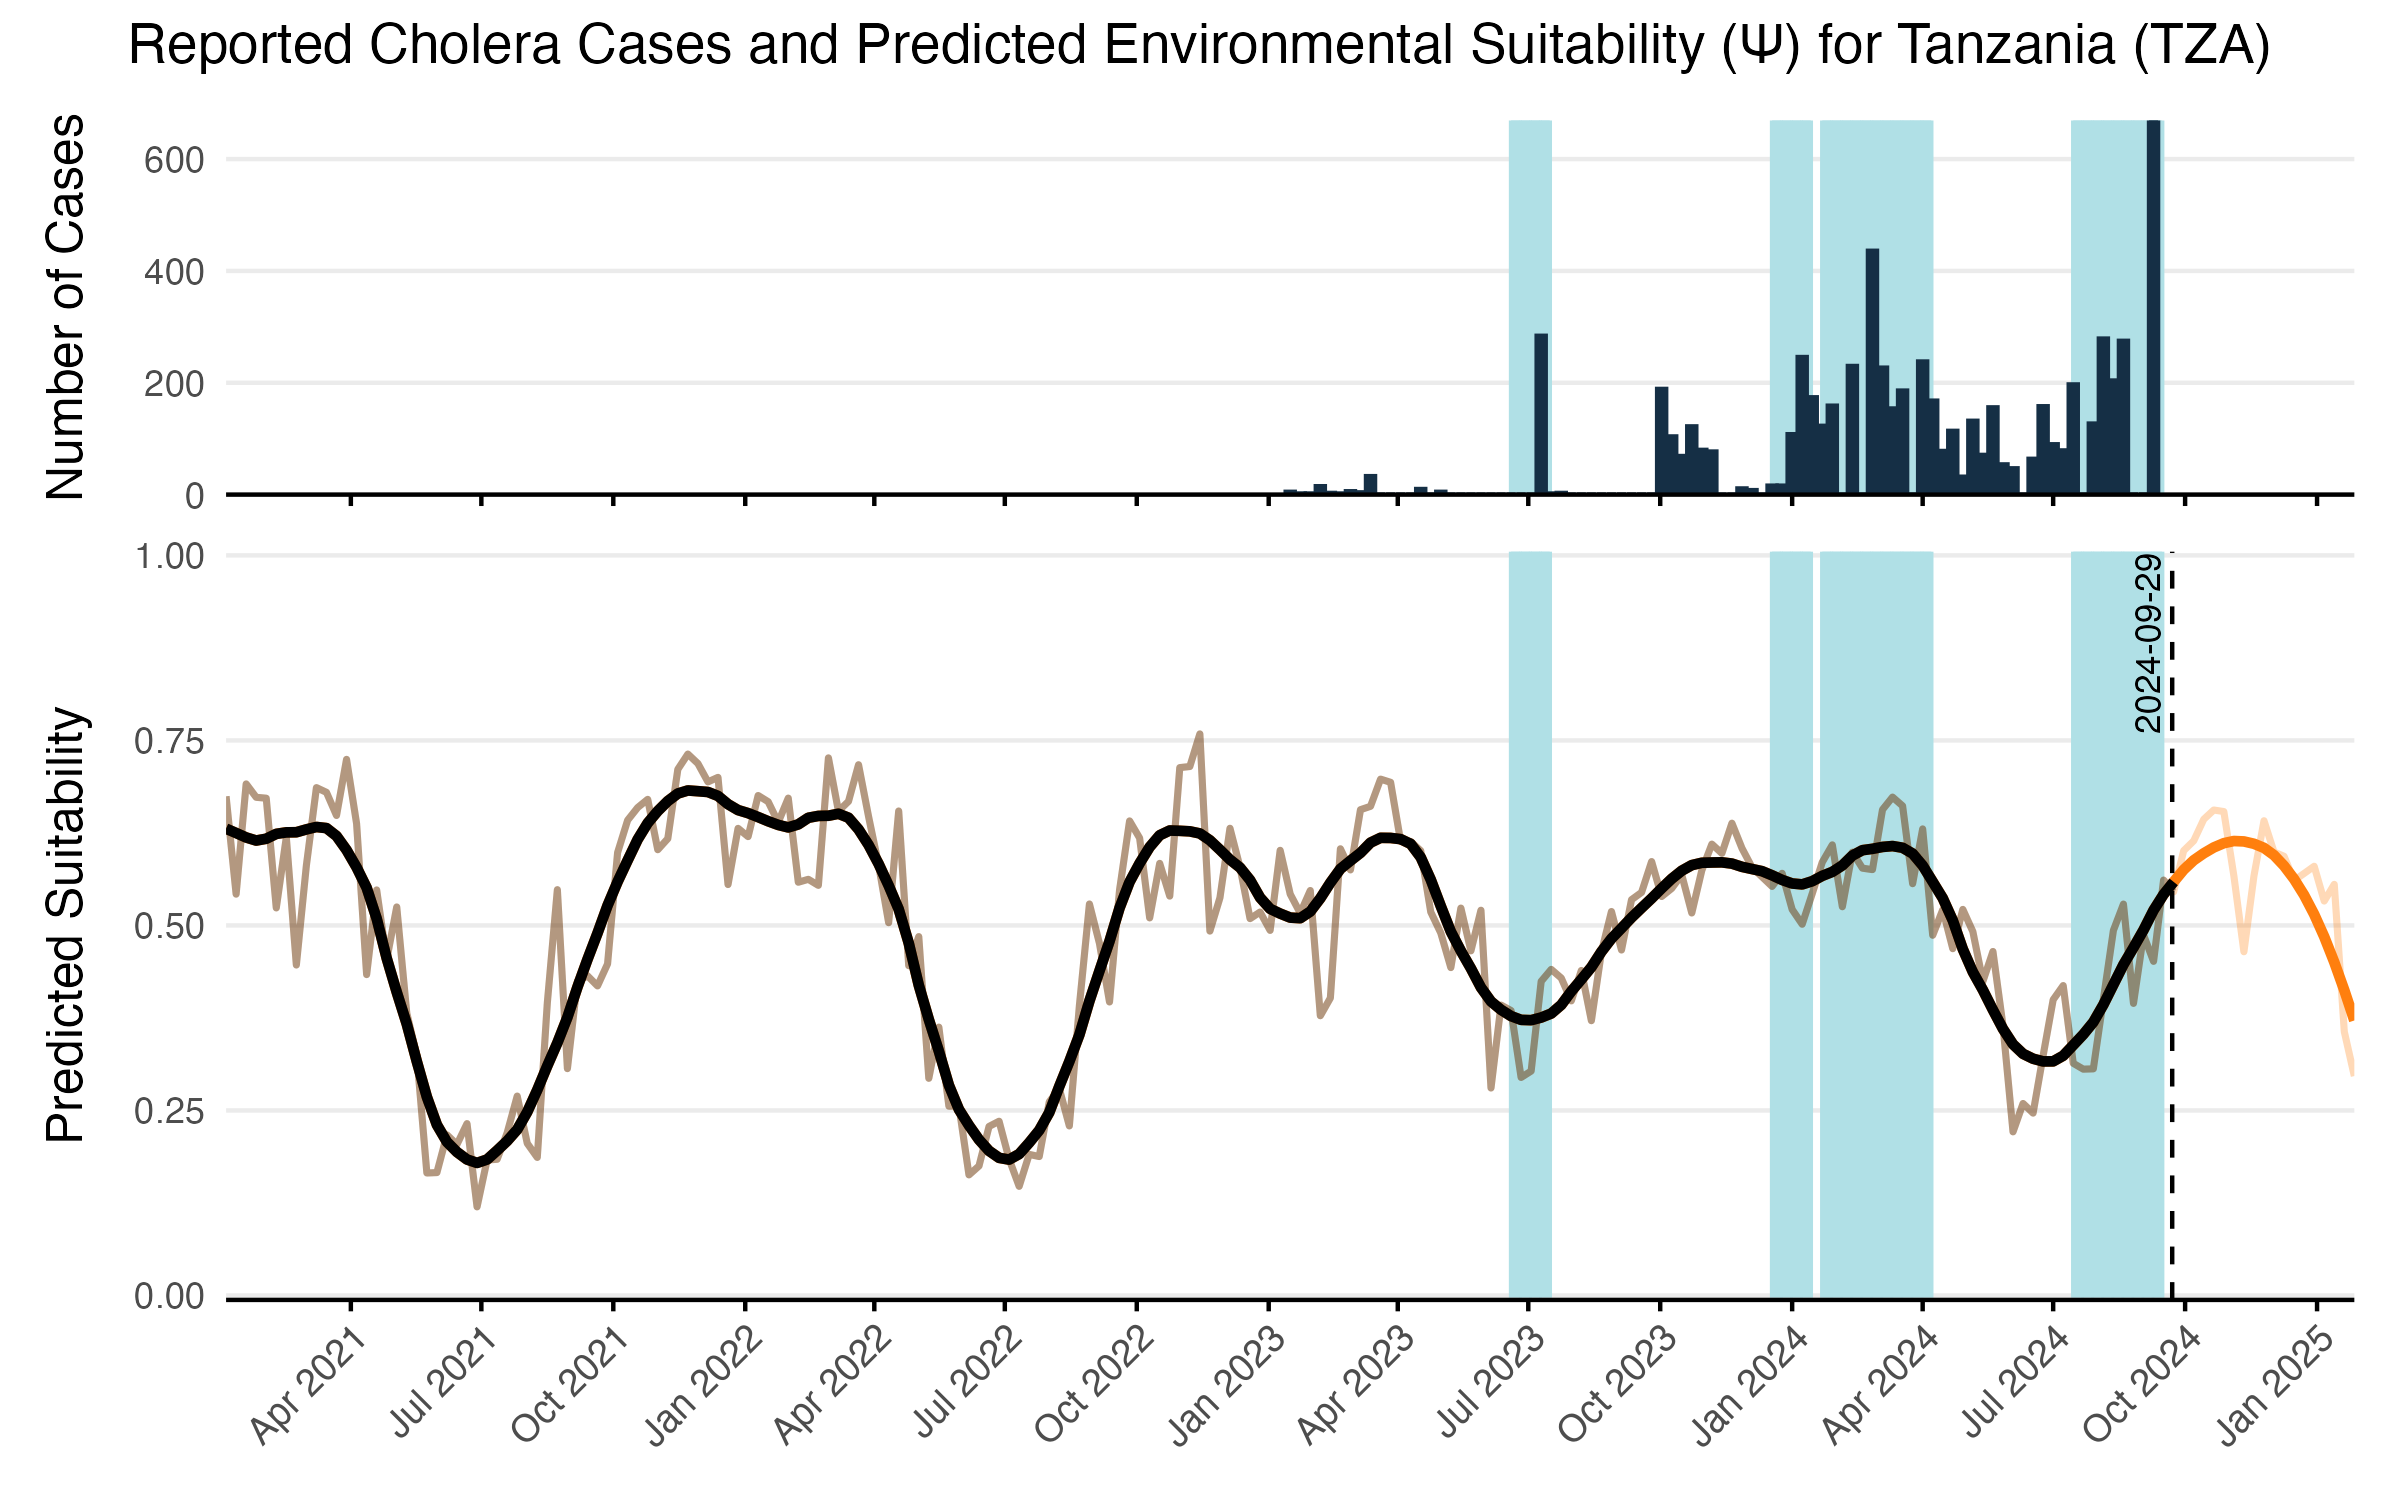 Reported Cholera Cases and Predicted Environmental Suitability (Ψ) for Tanzania (TZA)
Number of Cases
600
400
200
0
Predicted Suitability
1.00
0.75
0.50
0.25
0.00
2024-09-29
Apr 2021
Jul 2021
Oct 2021
Jan 2022
Apr 2022
Jul 2022
Oct 2022
Jan 2023
Apr 2023
Jul 2023
Oct 2023
Jan 2024
Apr 2024
Jul 2024
Oct 2024
Jan 2025